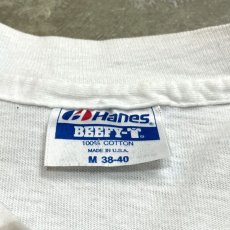 Hanes
BEEFY-T
100% COTTON
MADE IN U.S.A.
M 38-40